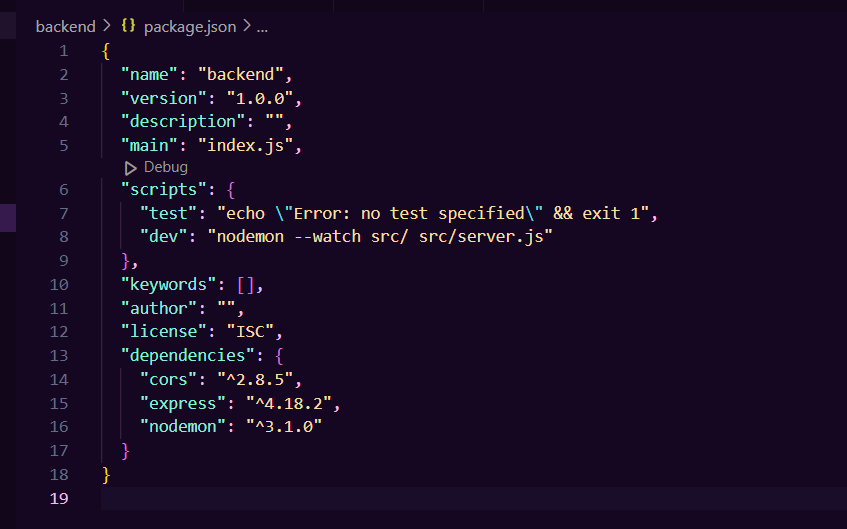 backend > {} package.json > ...
1 {
2 "name": "backend",
3 "version": "1.0.0",
4 "description": "",
5 "main": "index.js",
Debug
6 "scripts": {
7 "test": "echo \"Error: no test specified\" && exit 1",
8 "dev": "nodemon --watch src/ src/server.js"
9 },
10 "keywords": [],
11 "author": "",
12 "license": "ISC",
13 "dependencies": {
14 "cors": "^2.8.5",
15 "express": "^4.18.2",
16 "nodemon": "^3.1.0"
17 }
18 }
19